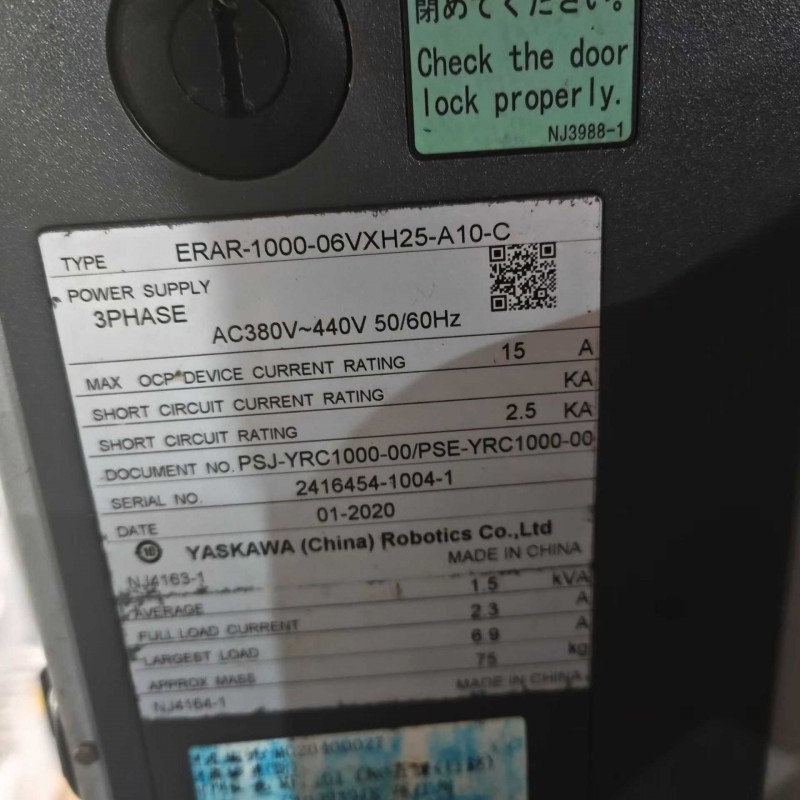 閉めてください。
Check the door
lock properly.
NJ3988-1
TYPE ERAR-1000-06VXH25-A10-C
POWER SUPPLY
3PHASE
AC380V~440V 50/60Hz
MAX OCP DEVICE CURRENT RATING 15 A
SHORT CIRCUIT CURRENT RATING KA
SHORT CIRCUIT RATING 2.5 KA
DOCUMENT NO. PSJ-YRC1000-00/PSE-YRC1000-00
SERIAL NO. 2416454-1004-1
DATE 01-2020
10 YASKAWA (China) Robotics Co.,Ltd
NJ4163-1 MADE IN CHINA
AVERAGE 1.5 kVA
FULL LOAD CURRENT 2.3 A
LARGEST LOAD 6.9 A
APPROX MASS 75 kg
NJ4164-1 MADE IN CHINA